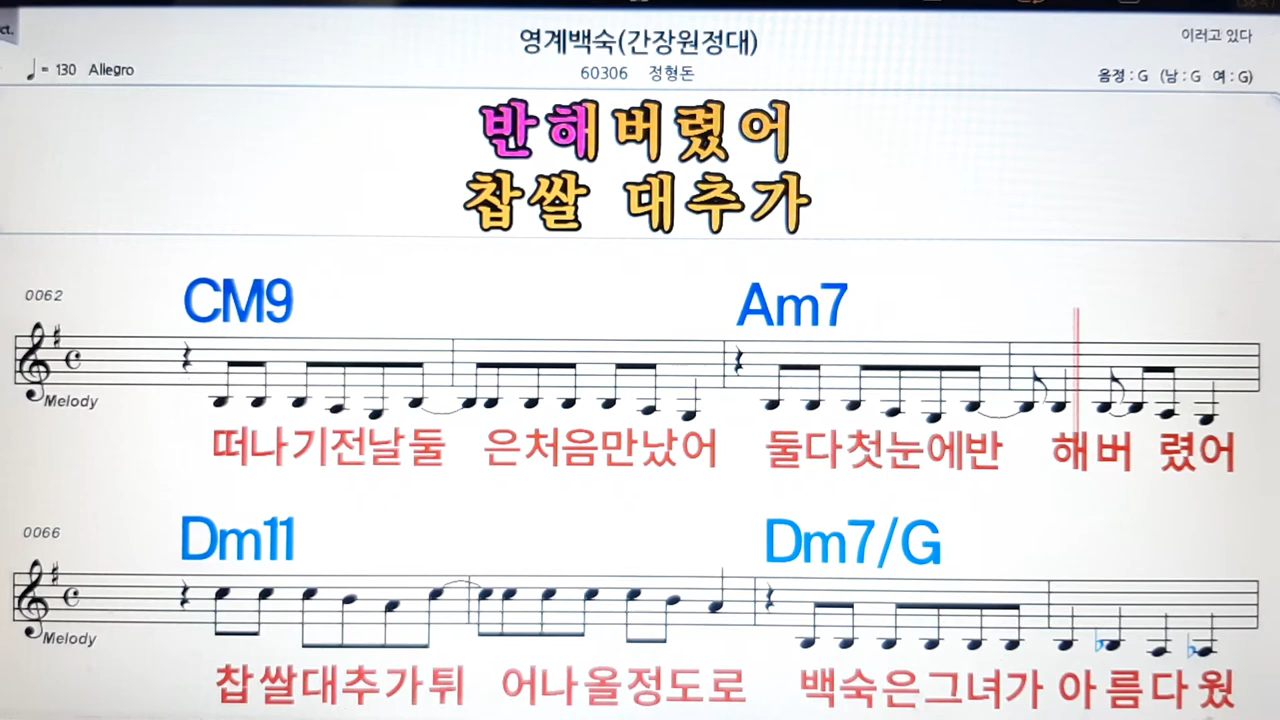 ct.
영계백숙(간장원정대)
이러고 있다
♩ = 130 Allegro
60306 정형돈
음정 : G (남 : G 여 : G)
반해버렸어
찹쌀 대추가
0062
CM9 Am7
Melody
떠나기전날둘 은처음만났어 둘다첫눈에반 해버 렸어
0066
Dm11 Dm7/G
Melody
찹쌀대추가튀 어나올정도로 백숙은그녀가 아름다웠